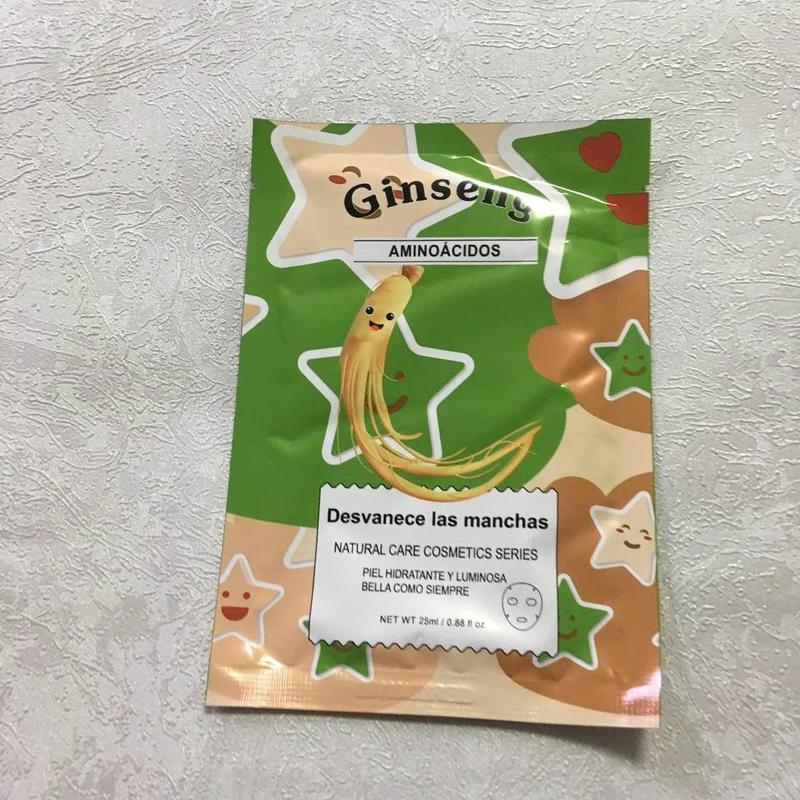 Ginseng
AMINOÁCIDOS
Desvanece las manchas
NATURAL CARE COSMETICS SERIES
PIEL HIDRATANTE Y LUMINOSA
BELLA COMO SIEMPRE
NET WT 25ml / 0.88 fl oz